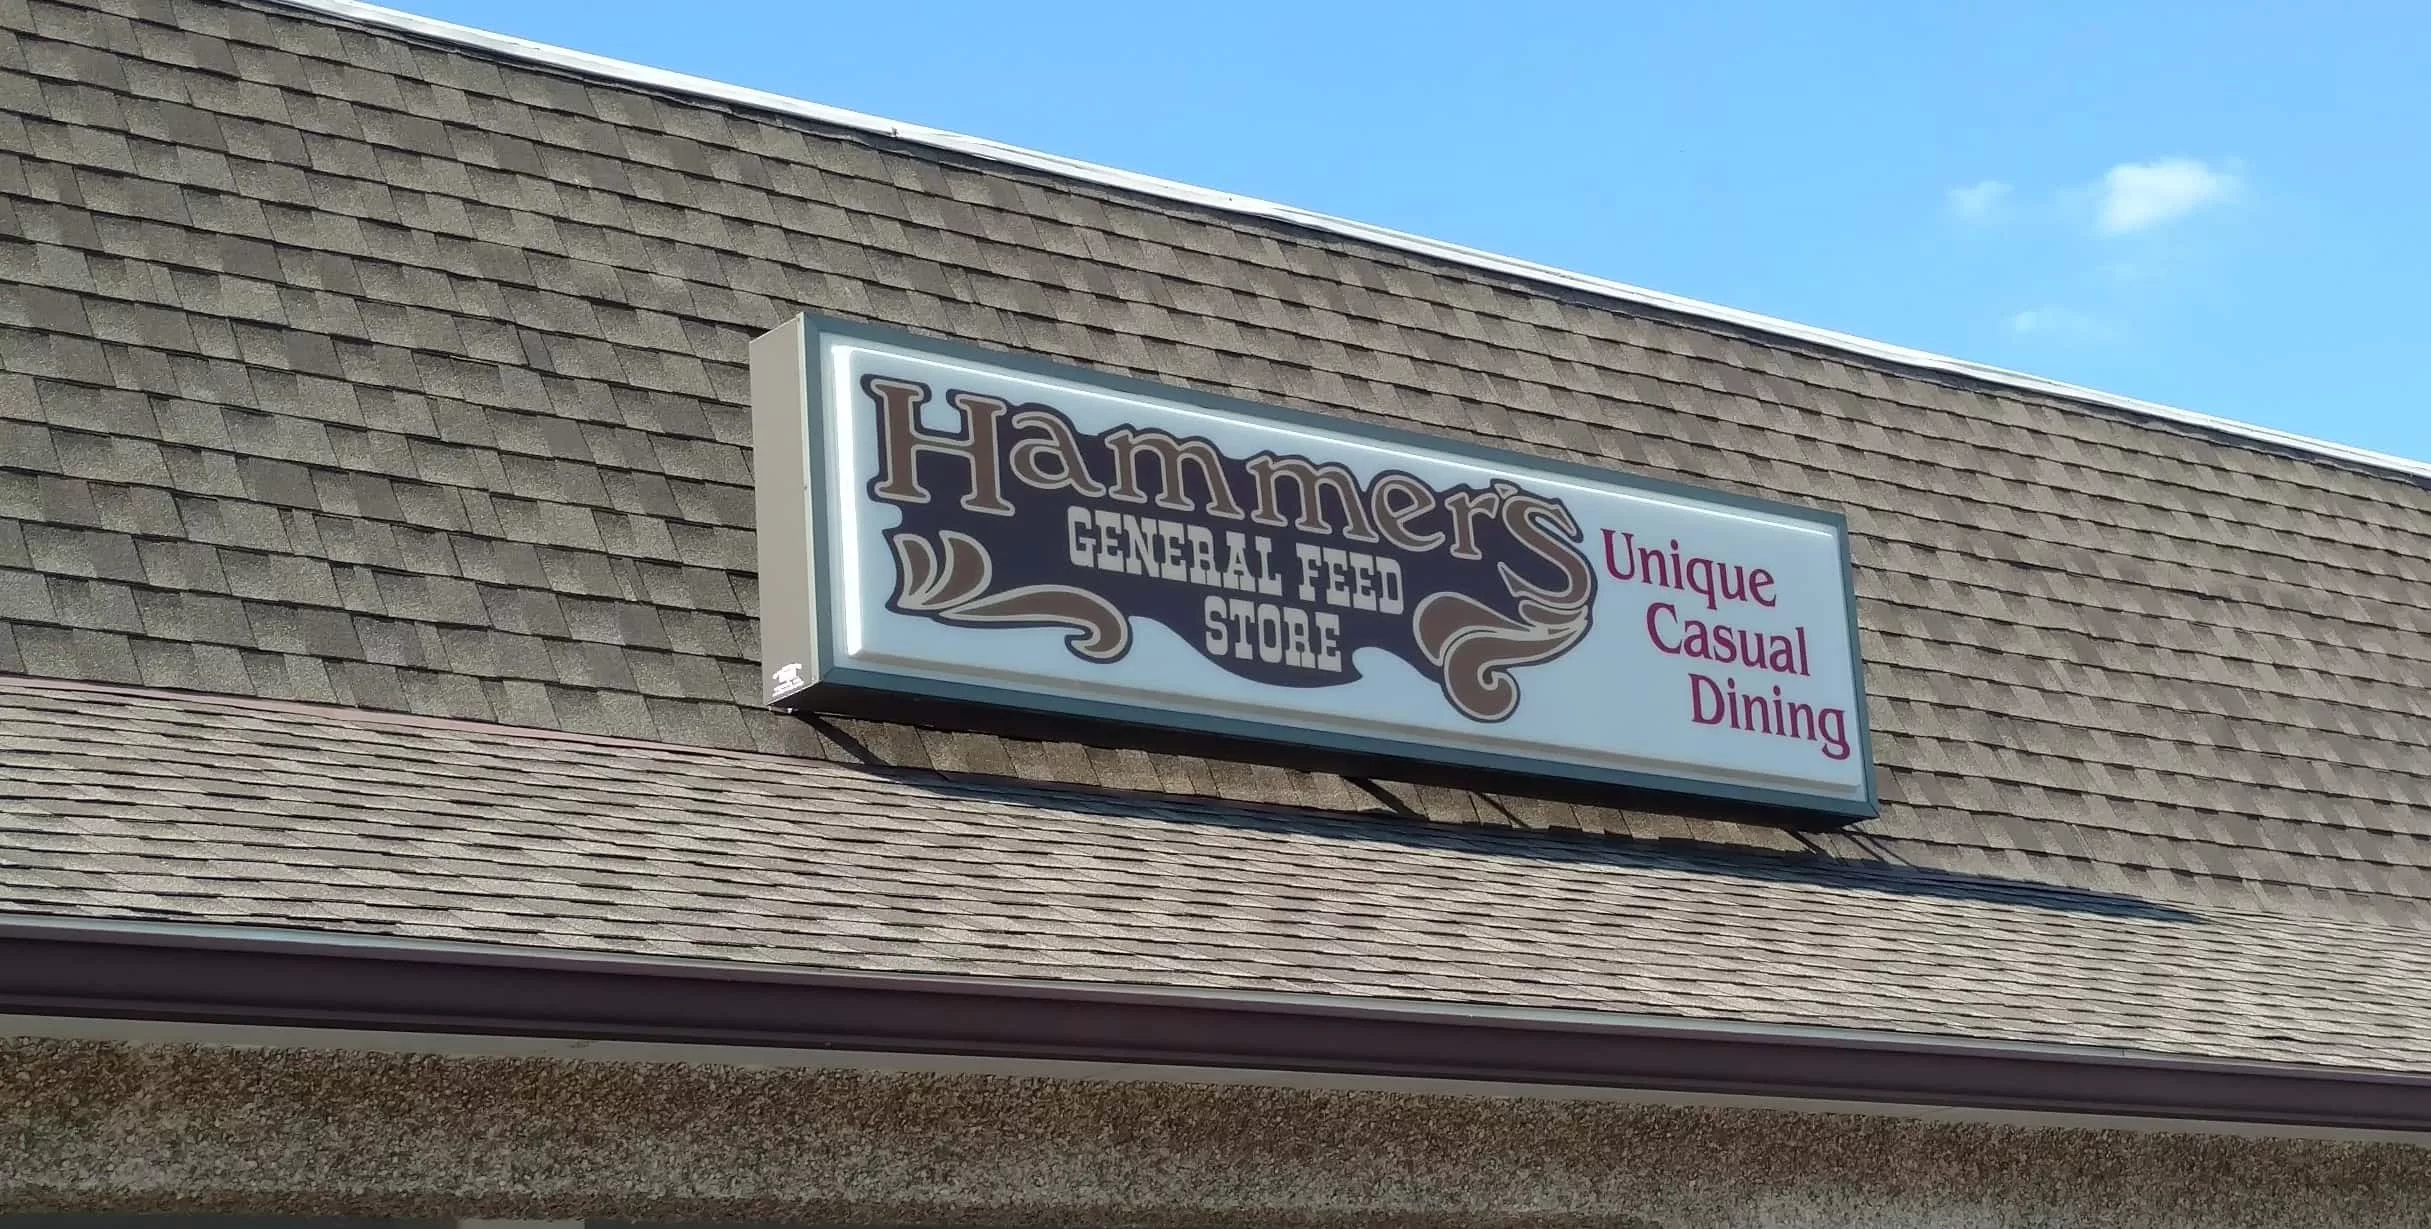 Hammer's
GENERAL FEED
STORE
Unique
Casual
Dining